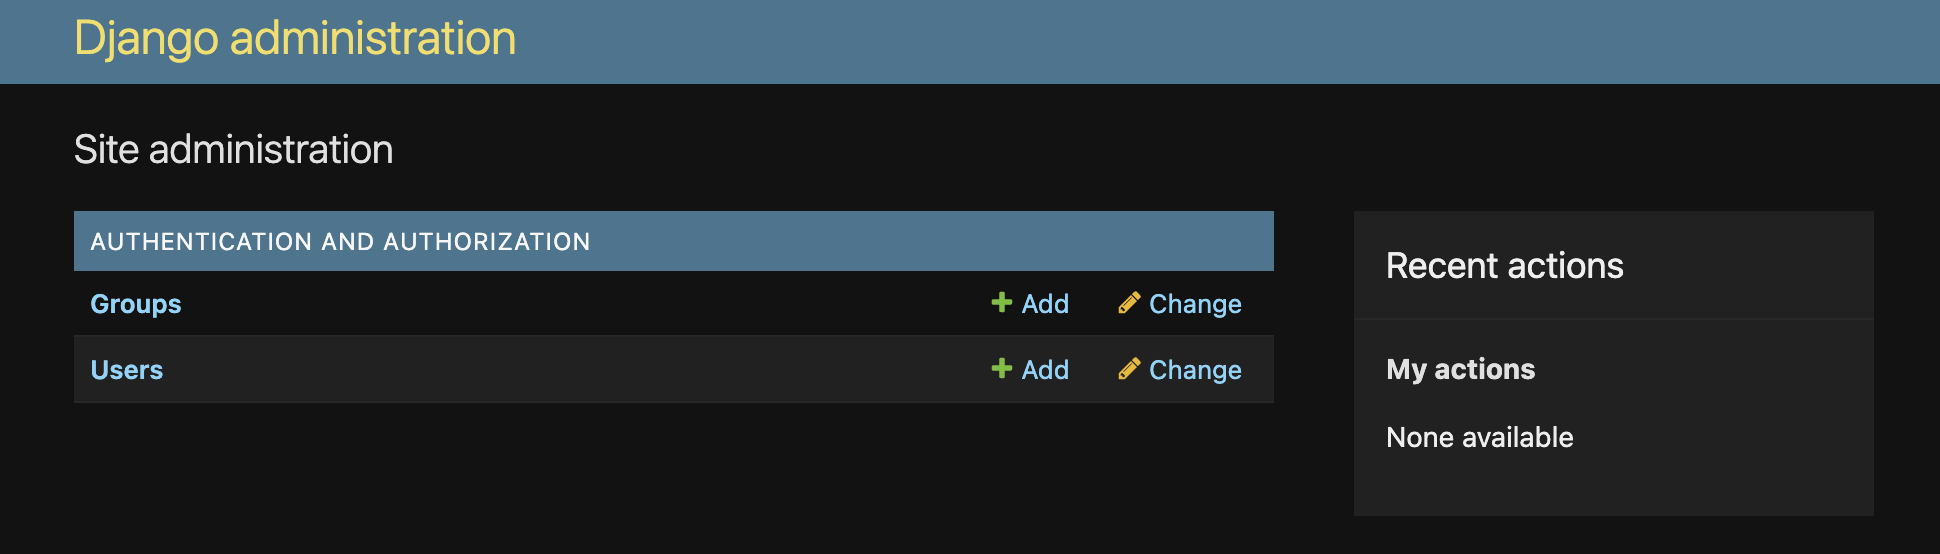 Django administration
Site administration
AUTHENTICATION AND AUTHORIZATION
Groups Add Change
Users Add Change
Recent actions
My actions
None available